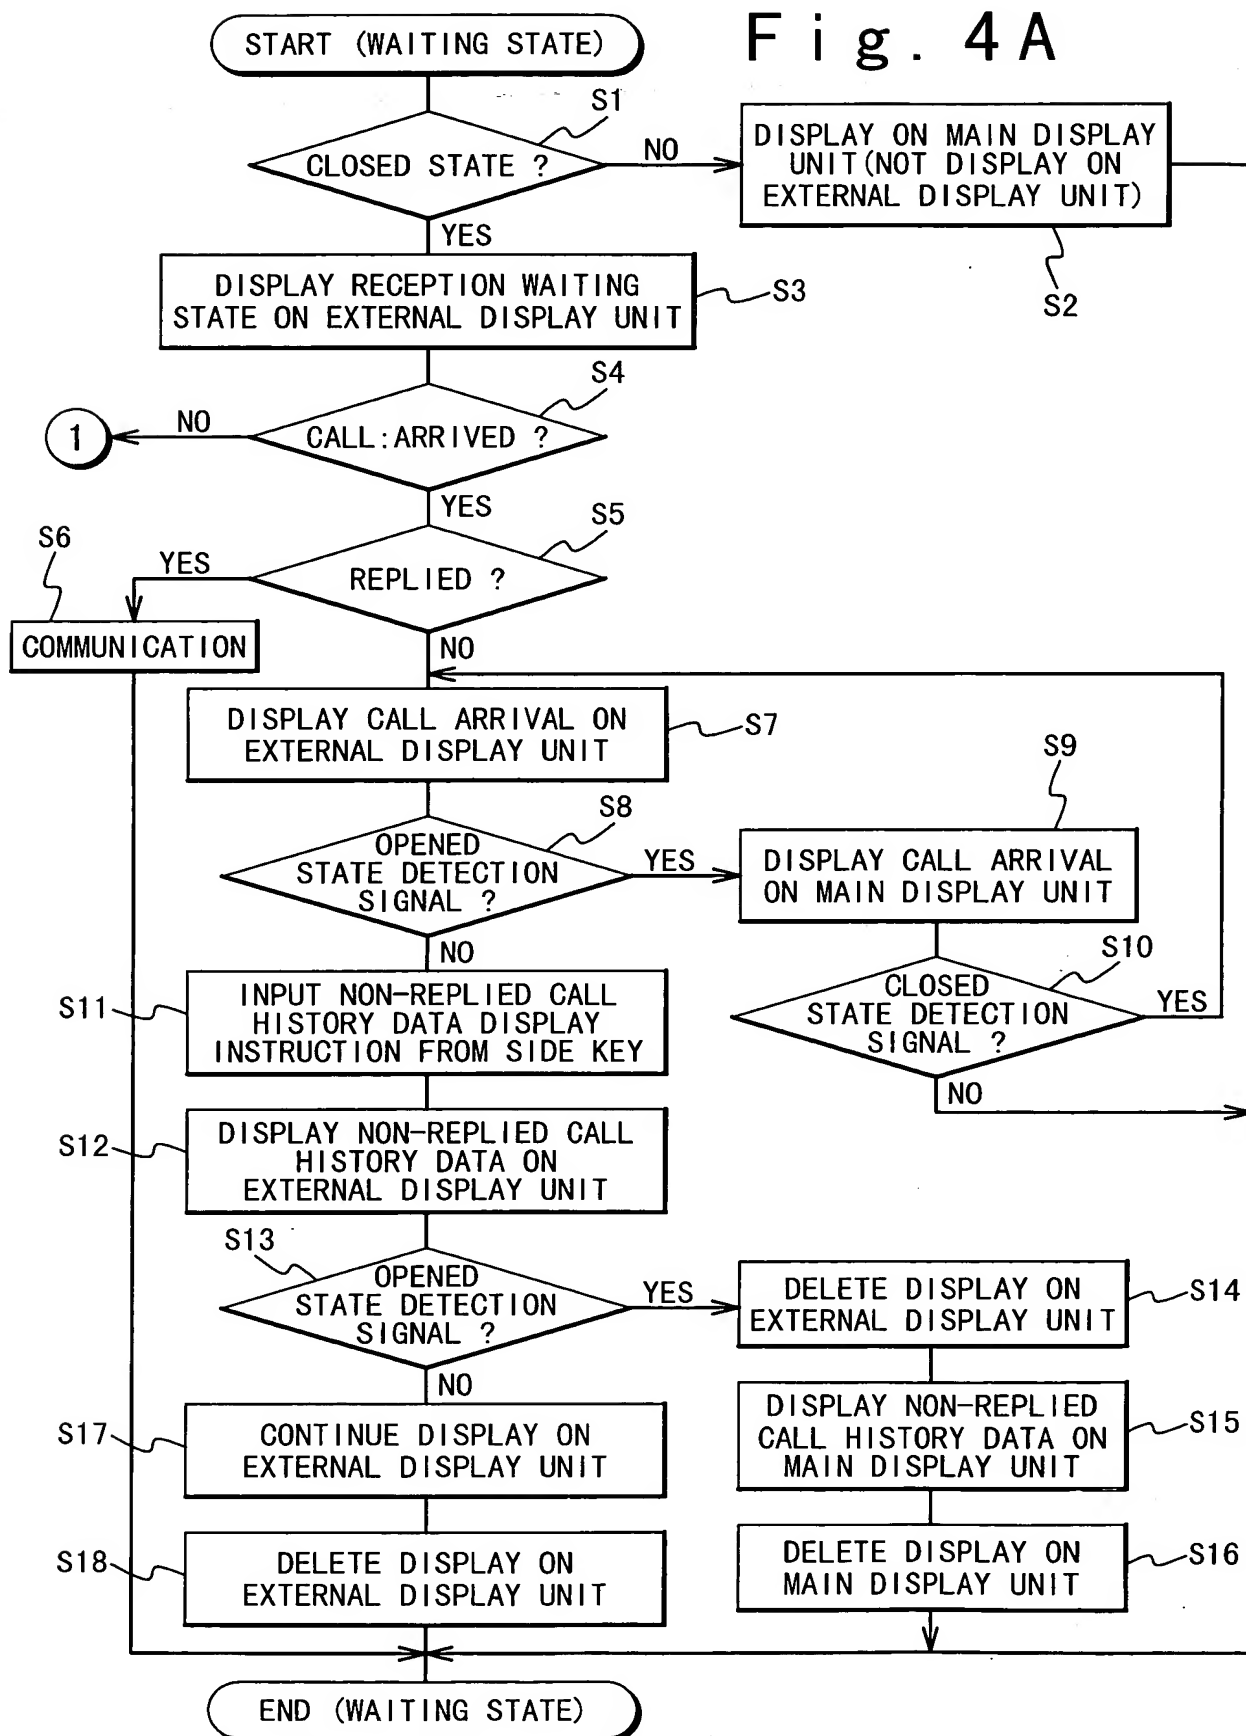 Fig. 4A
START (WAITING STATE)
S1
CLOSED STATE ?
NO
DISPLAY ON MAIN DISPLAY
UNIT(NOT DISPLAY ON
EXTERNAL DISPLAY UNIT)
S2
YES
DISPLAY RECEPTION WAITING
STATE ON EXTERNAL DISPLAY UNIT
S3
S4
CALL:ARRIVED ?
NO
1
YES
S5
REPLIED ?
YES
S6
COMMUNICATION
NO
DISPLAY CALL ARRIVAL ON
EXTERNAL DISPLAY UNIT
S7
S8
OPENED
STATE DETECTION
SIGNAL ?
YES
S9
DISPLAY CALL ARRIVAL
ON MAIN DISPLAY UNIT
S10
CLOSED
STATE DETECTION
SIGNAL ?
YES
NO
NO
S11
INPUT NON-REPLIED CALL
HISTORY DATA DISPLAY
INSTRUCTION FROM SIDE KEY
S12
DISPLAY NON-REPLIED CALL
HISTORY DATA ON
EXTERNAL DISPLAY UNIT
S13
OPENED
STATE DETECTION
SIGNAL ?
YES
DELETE DISPLAY ON
EXTERNAL DISPLAY UNIT
S14
DISPLAY NON-REPLIED
CALL HISTORY DATA ON
MAIN DISPLAY UNIT
S15
DELETE DISPLAY ON
MAIN DISPLAY UNIT
S16
NO
S17
CONTINUE DISPLAY ON
EXTERNAL DISPLAY UNIT
S18
DELETE DISPLAY ON
EXTERNAL DISPLAY UNIT
END (WAITING STATE)